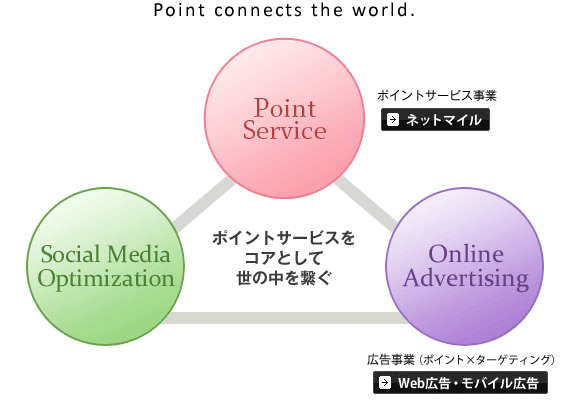 Point connects the world.
Point
Service
ポイントサービス事業
ネットマイル
Social Media
Optimization
ポイントサービスを
コアとして
世の中を繋ぐ
Online
Advertising
広告事業（ポイント×ターゲティング）
Web広告・モバイル広告